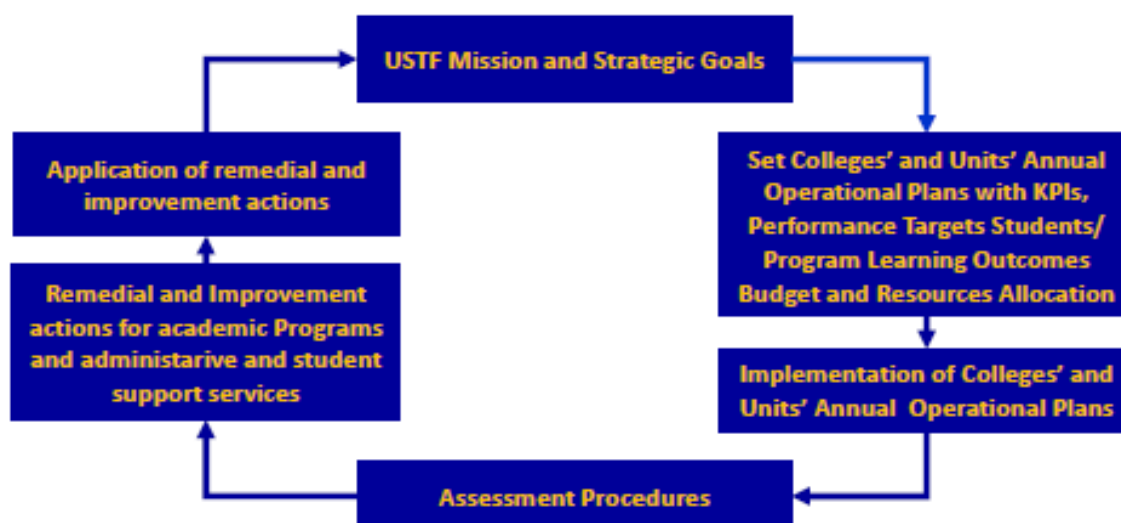 USTF Mission and Strategic Goals
Set Colleges’ and Units’ Annual
Operational Plans with KPIs,
Performance Targets Students/
Program Learning Outcomes
Budget and Resources Allocation
Implementation of Colleges’ and
Units’ Annual Operational Plans
Assessment Procedures
Remedial and Improvement
actions for academic Programs
and administarive and student
support services
Application of remedial and
improvement actions